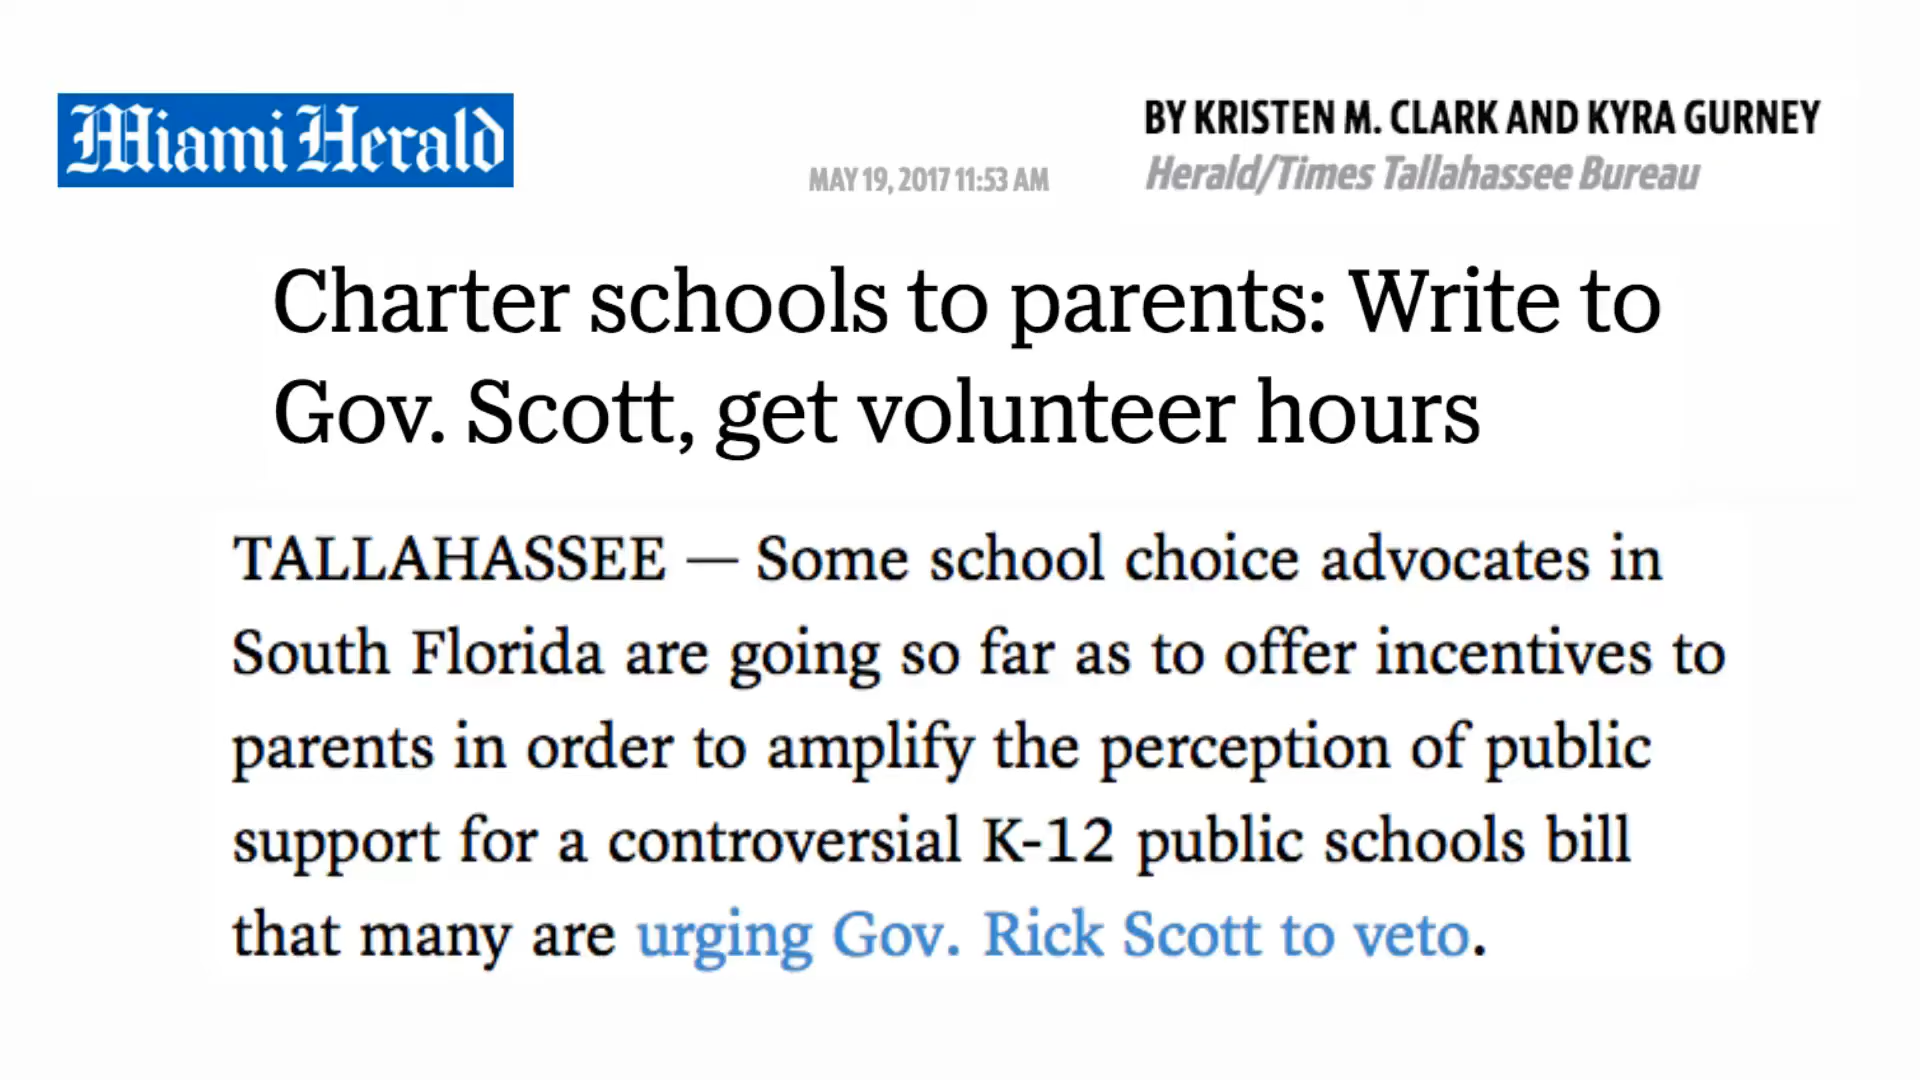 Miami Herald
MAY 19, 2017 11:53 AM
BY KRISTEN M. CLARK AND KYRA GURNEY
Herald/Times Tallahassee Bureau
Charter schools to parents: Write to
Gov. Scott, get volunteer hours
TALLAHASSEE — Some school choice advocates in
South Florida are going so far as to offer incentives to
parents in order to amplify the perception of public
support for a controversial K-12 public schools bill
that many are urging Gov. Rick Scott to veto.